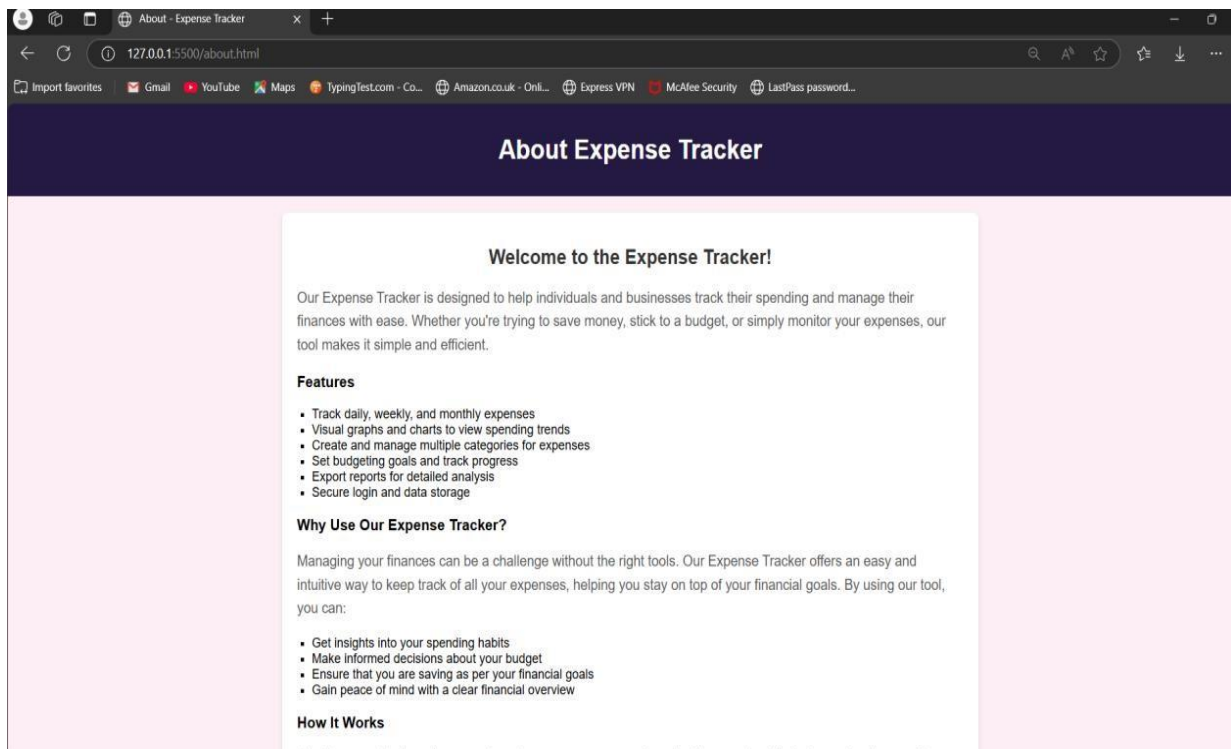 About - Expense Tracker
127.0.0.1:5500/about.html
Import favorites Gmail YouTube Maps TypingTest.com - Co... Amazon.co.uk - Onli... Express VPN McAfee Security LastPass password...
About Expense Tracker
Welcome to the Expense Tracker!
Our Expense Tracker is designed to help individuals and businesses track their spending and manage their
finances with ease. Whether you're trying to save money, stick to a budget, or simply monitor your expenses, our
tool makes it simple and efficient.
Features
▪ Track daily, weekly, and monthly expenses
▪ Visual graphs and charts to view spending trends
▪ Create and manage multiple categories for expenses
▪ Set budgeting goals and track progress
▪ Export reports for detailed analysis
▪ Secure login and data storage
Why Use Our Expense Tracker?
Managing your finances can be a challenge without the right tools. Our Expense Tracker offers an easy and
intuitive way to keep track of all your expenses, helping you stay on top of your financial goals. By using our tool,
you can:
▪ Get insights into your spending habits
▪ Make informed decisions about your budget
▪ Ensure that you are saving as per your financial goals
▪ Gain peace of mind with a clear financial overview
How It Works